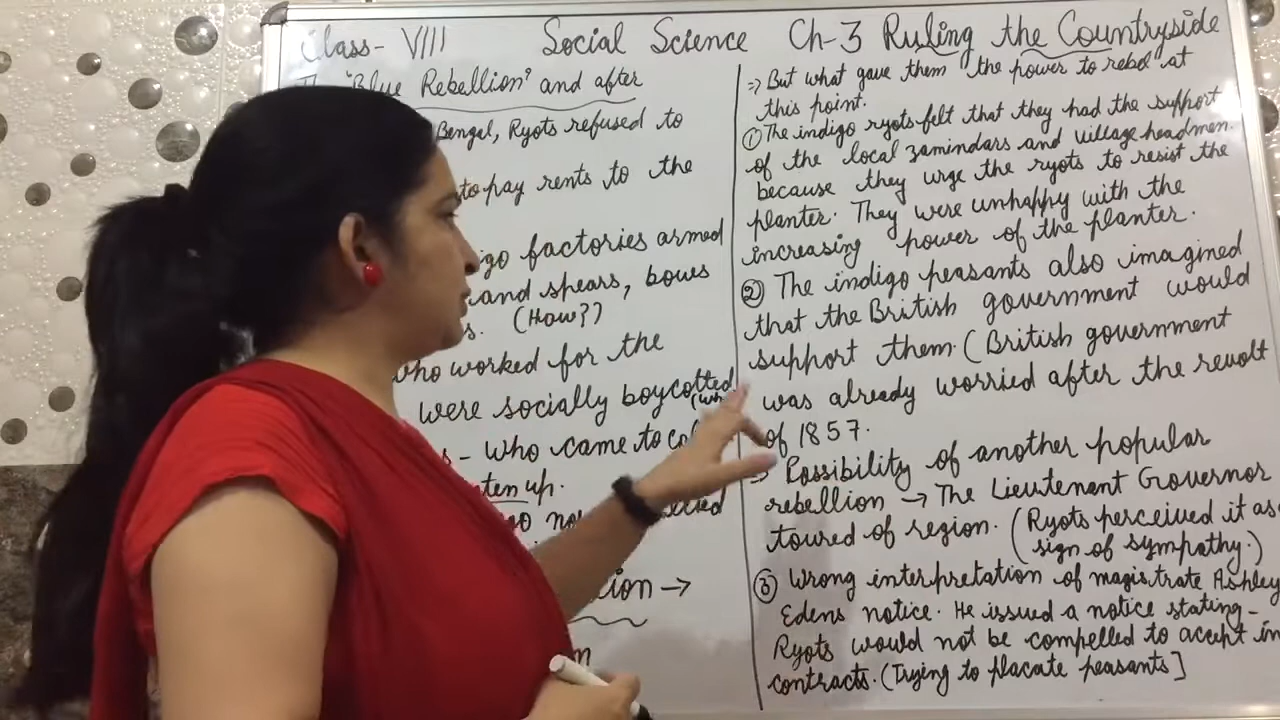 Class- VIII Social Science Ch-3 Ruling the Countryside
"Blue Rebellion" and after
Bengal, Ryots refused to
to pay rents to the
factories armed
and spears, bows
(How?)
who worked for the
were socially boycotted
- Who came to
up.
→
⇒ But what gave them the power to rebel at
this point.
① The indigo ryots felt that they had the support
of the local zamindars and village headmen.
because they urge the ryots to resist the
planter. They were unhappy with the
increasing power of the planter.
② The indigo peasants also imagined
that the British government would
support them. (British government
was already worried after the revolt
of 1857.
⇒ Possibility of another popular
rebellion → The Lieutenant Governor
toured of region. (Ryots perceived it as
sign of sympathy.)
③ Wrong interpretation of magistrate Ashley
Edens notice. He issued a notice stating-
Ryots would not be compelled to accept in
contracts. (Trying to placate peasants]